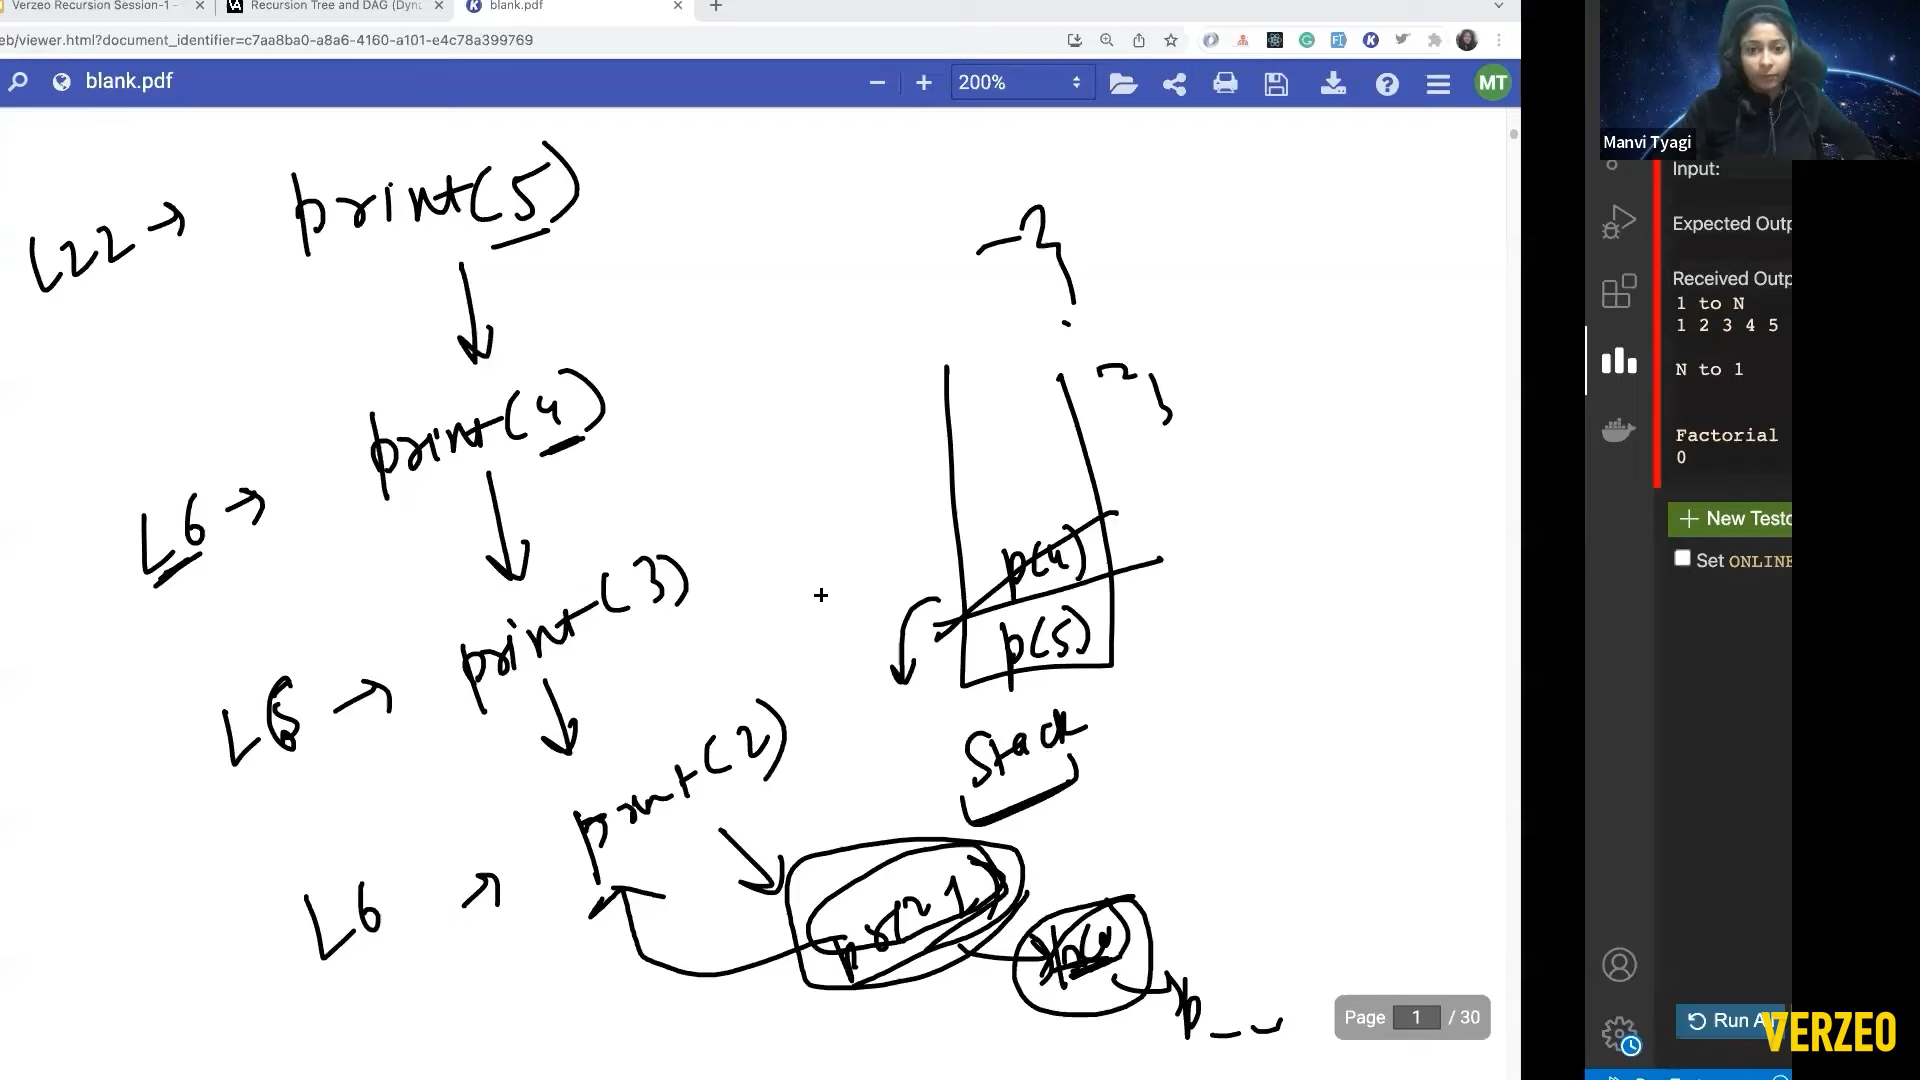 Verzeo Recursion Session-1 -
Recursion Tree and DAG (Dyna
blank.pdf
eb/viewer.html?document_identifier=c7aa8ba0-a8a6-4160-a101-e4c78a399769
blank.pdf
200%
MT
Manvi Tyagi
Input:
Expected Outp
Received Outp
1 to N
1 2 3 4 5
N to 1
Factorial
0
New Testc
Set ONLINE
L22 → print(5)
print(4)
L6 →
print(3)
L6 →
print(2)
L6 →
p(4)
p(5)
Stack
Page 1 / 30
Run A
VERZEO